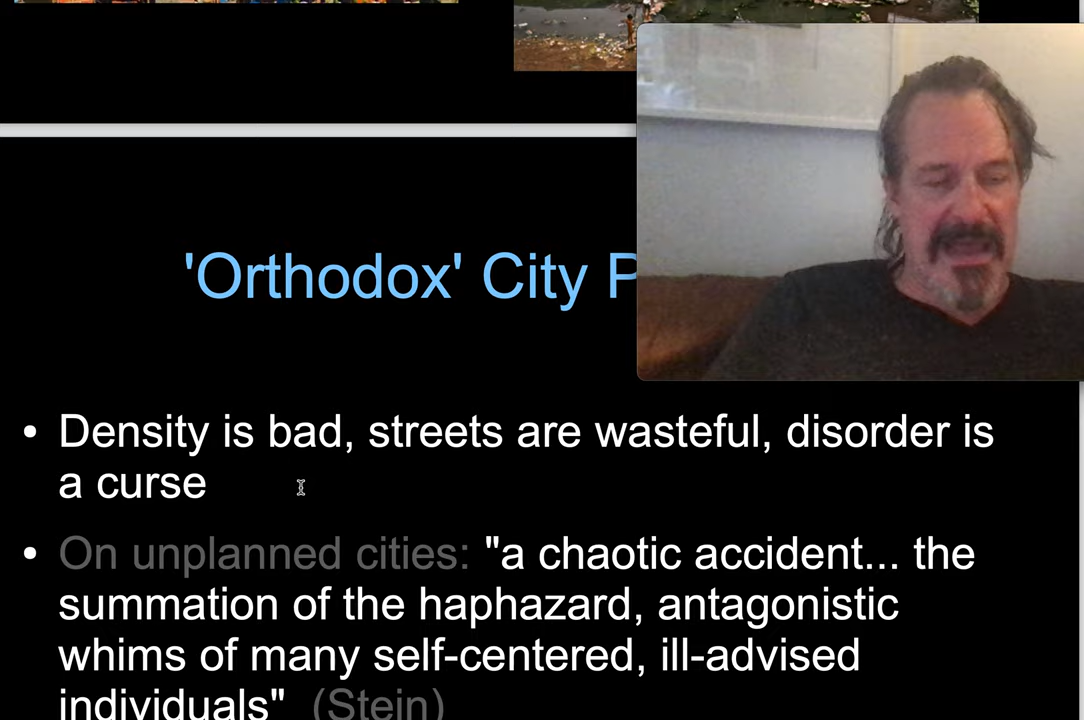 'Orthodox' City P
• Density is bad, streets are wasteful, disorder is
a curse
• On unplanned cities: "a chaotic accident... the
summation of the haphazard, antagonistic
whims of many self-centered, ill-advised
individuals" (Stein)